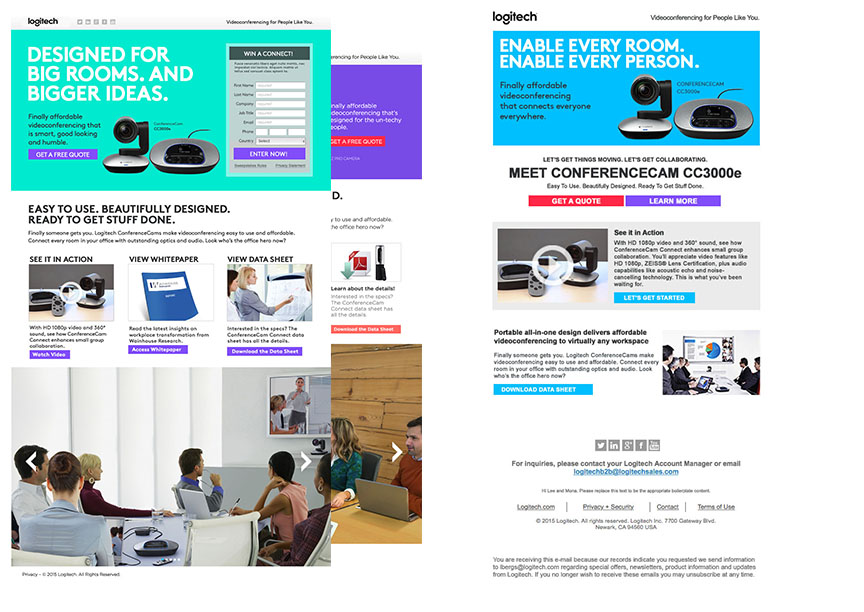 logitech
Videoconferencing for People Like You.
DESIGNED FOR
BIG ROOMS. AND
BIGGER IDEAS.
Finally affordable
videoconferencing that
is smart, good looking
and humble.
ConferenceCam
CC3000e
GET A FREE QUOTE
WIN A CONNECT!
First Name
Last Name
Company
Job Title
Email
Phone
Country
Select
ENTER NOW!
Sweepstakes Rules
Privacy Statement
EASY TO USE. BEAUTIFULLY DESIGNED.
READY TO GET STUFF DONE.
Finally someone gets you. Logitech ConferenceCams make videoconferencing easy to use and affordable.
Connect every room in your office with outstanding optics and audio. Look who's the office hero now?
SEE IT IN ACTION
With HD 1080p video and 360°
sound, see how ConferenceCam
Connect enhances small group
collaboration.
Watch Video
VIEW WHITEPAPER
Read the latest insights on
workplace transformation from
Wainhouse Research.
Access Whitepaper
VIEW DATA SHEET
Interested in the specs? The
ConferenceCam Connect data
sheet has all the details.
Download the Data Sheet
Privacy – © 2015 Logitech. All Rights Reserved.
erencing for People Like You.
nally affordable
deoconferencing that's
esigned for the un-techy
eople.
GET A FREE QUOTE
D.
y to use and affordable.
he office hero now?
Learn about the details!
Interested in the specs?
The ConferenceCam
Connect data sheet has
all the details.
Download the Data Sheet
logitech
Videoconferencing for People Like You.
ENABLE EVERY ROOM.
ENABLE EVERY PERSON.
Finally affordable
videoconferencing
that connects everyone
everywhere.
CONFERENCECAM
CC3000E
LET'S GET THINGS MOVING. LET'S GET COLLABORATING.
MEET CONFERENCECAM CC3000e
Easy To Use. Beautifully Designed. Ready To Get Stuff Done.
GET A QUOTE
LEARN MORE
See it in Action
With HD 1080p video and 360° sound, see how
ConferenceCam Connect enhances small group
collaboration. You'll appreciate video features like
HD 1080p, ZEISS® Lens Certification, plus audio
capabilities like acoustic echo and noise-
cancelling technology. This is what you've been
waiting for.
LET'S GET STARTED
Portable all-in-one design delivers affordable
videoconferencing to virtually any workspace
Finally someone gets you. Logitech ConferenceCams make
videoconferencing easy to use and affordable. Connect every
room in your office with outstanding optics and audio. Look
who's the office hero now?
DOWNLOAD DATA SHEET
For inquiries, please contact your Logitech Account Manager or email
logitechb2b@logitechsales.com
Hi Lee and Mona. Please replace this text to be the appropriate boilerplate content.
Logitech.com
Privacy + Security
Contact
Terms of Use
© 2015 Logitech. All rights reserved. Logitech Inc. 7700 Gateway Blvd.
Newark, CA 94560 USA
You are receiving this e-mail because our records indicate you requested we send information
to lbergs@logitech.com regarding special offers, newsletters, product information and updates
from Logitech. If you no longer wish to receive these emails you may unsubscribe at any time.